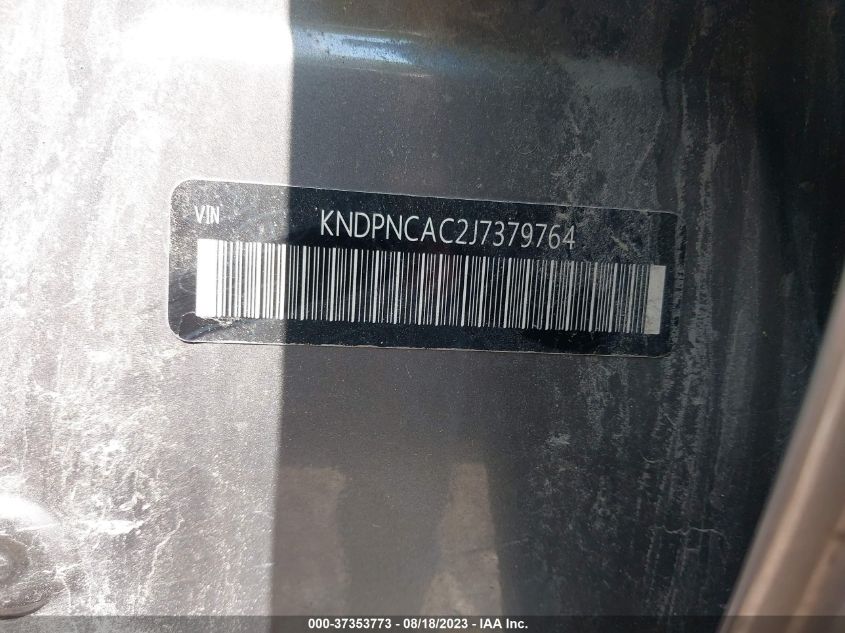 VIN
KNDPNCAC2J7379764
000-37353773 - 08/18/2023 - IAA Inc.